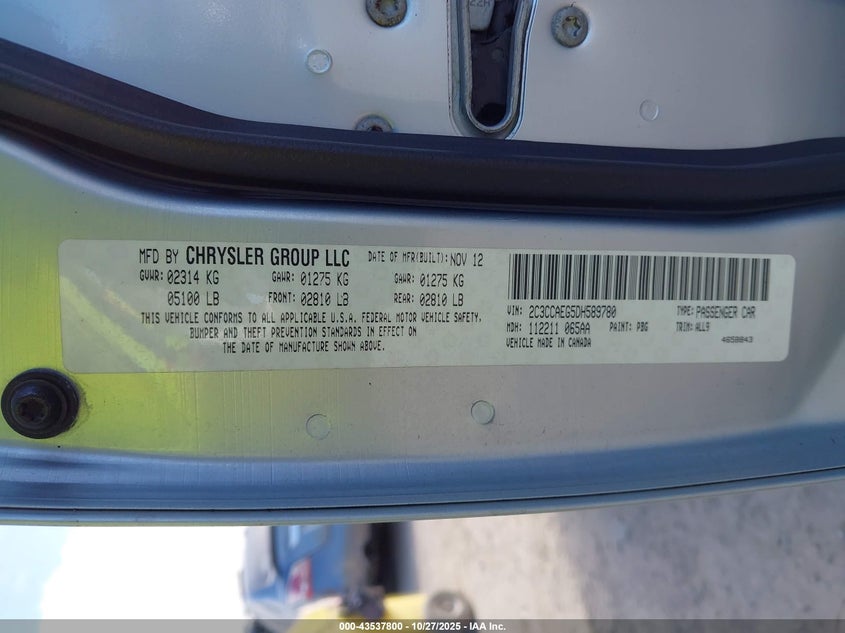 MFD BY CHRYSLER GROUP LLC DATE OF MFR(BUILT): NOV 12
GVWR: 02314 KG GAWR: 01275 KG GAWR: 01275 KG
05100 LB FRONT: 02810 LB REAR: 02810 LB
THIS VEHICLE CONFORMS TO ALL APPLICABLE U.S.A. FEDERAL MOTOR VEHICLE SAFETY,
BUMPER AND THEFT PREVENTION STANDARDS IN EFFECT ON
THE DATE OF MANUFACTURE SHOWN ABOVE.
VIN: 2C3CCAEG5DH589780 TYPE: PASSENGER CAR
MDH: 112211 065AA PAINT: PBG TRIM: ALL9
VEHICLE MADE IN CANADA 4658043
000-43537800 - 10/27/2025 - IAA Inc.